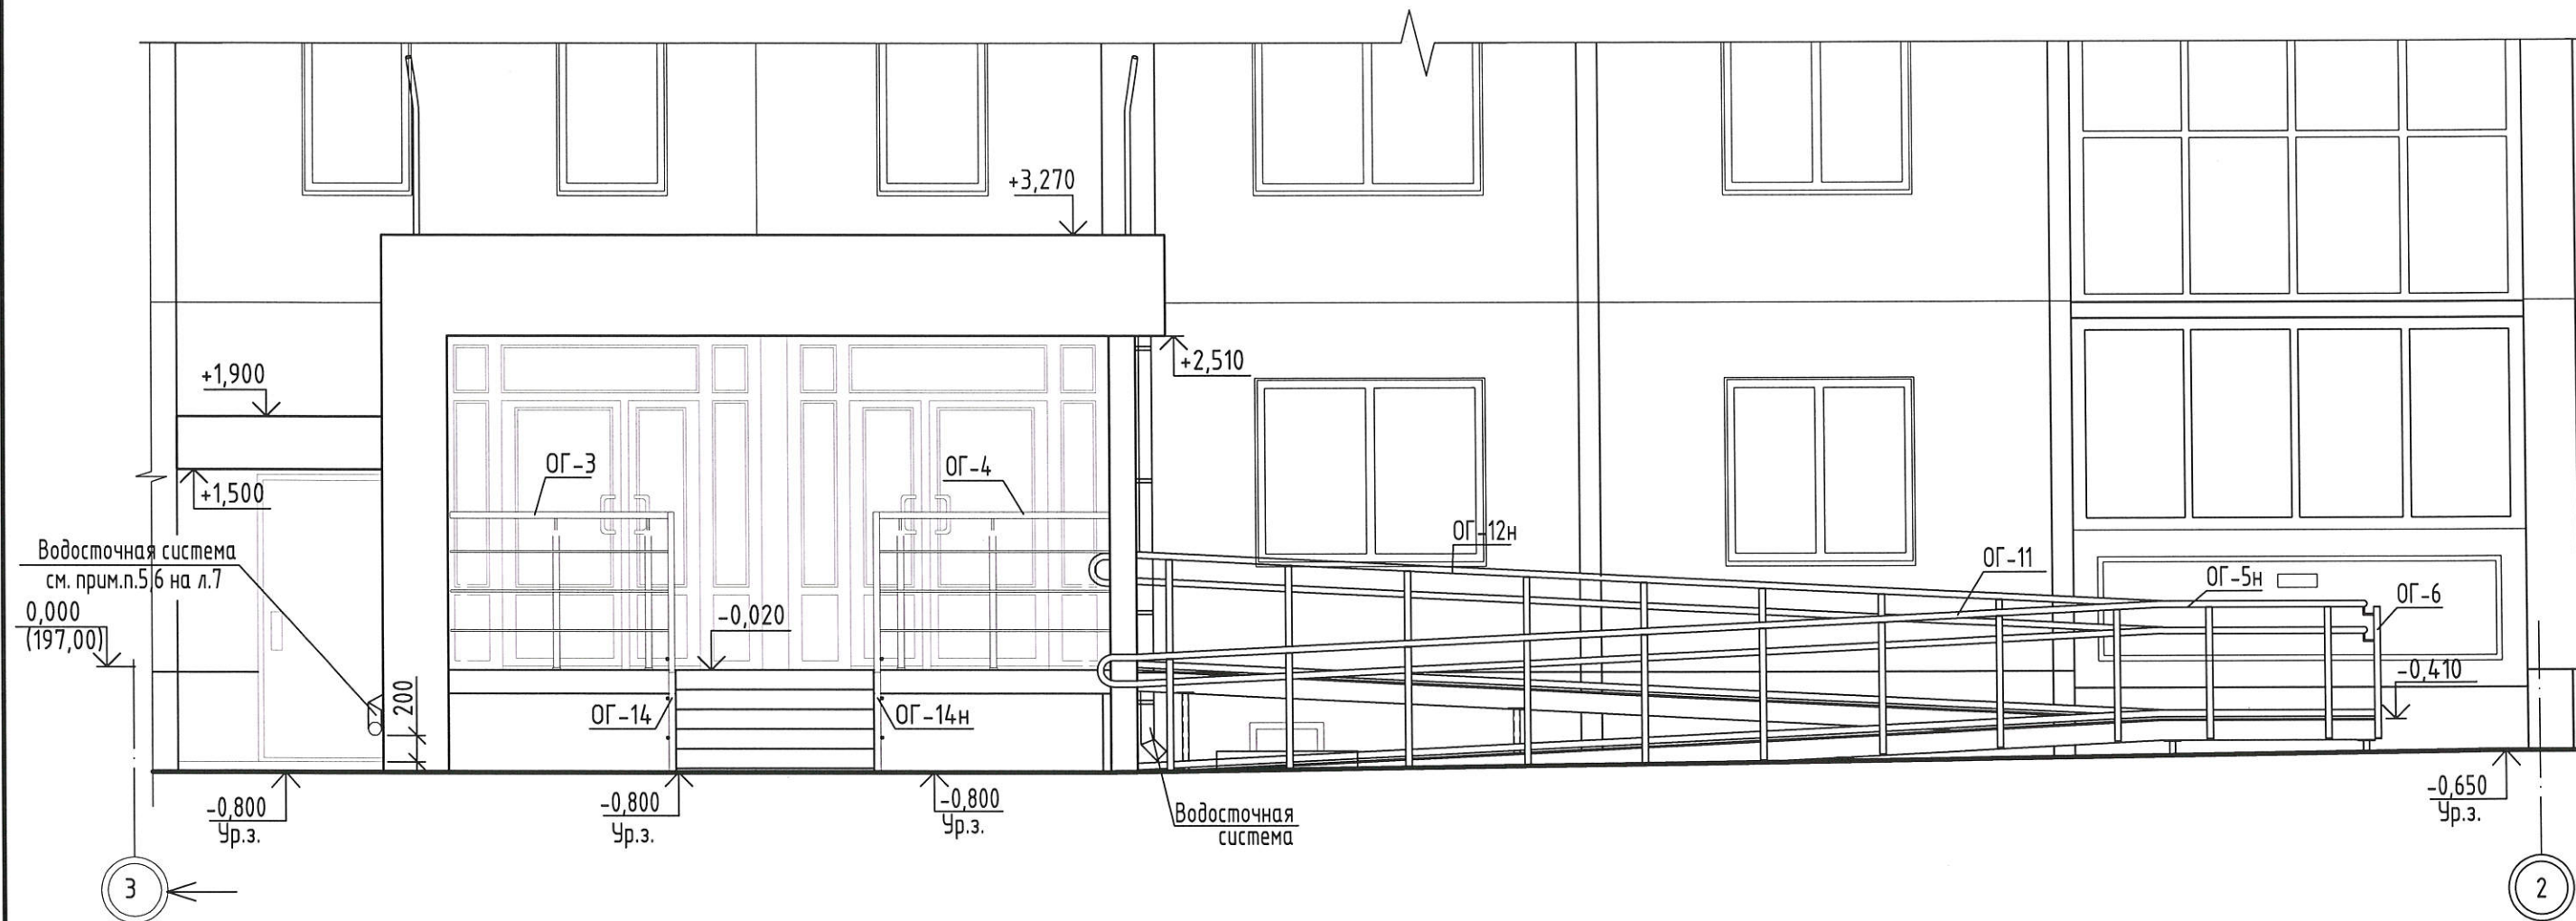 +3,270
+2,510
+1,900
+1,500
ОГ-3
ОГ-4
Водосточная система
см. прим.п.5,6 на л.7
0,000
(197,00)
-0,020
ОГ-12н
ОГ-11
ОГ-5н
ОГ-6
-0,410
200
ОГ-14
ОГ-14н
-0,800
Ур.з.
-0,800
Ур.з.
-0,800
Ур.з.
Водосточная
система
-0,650
Ур.з.
3
2